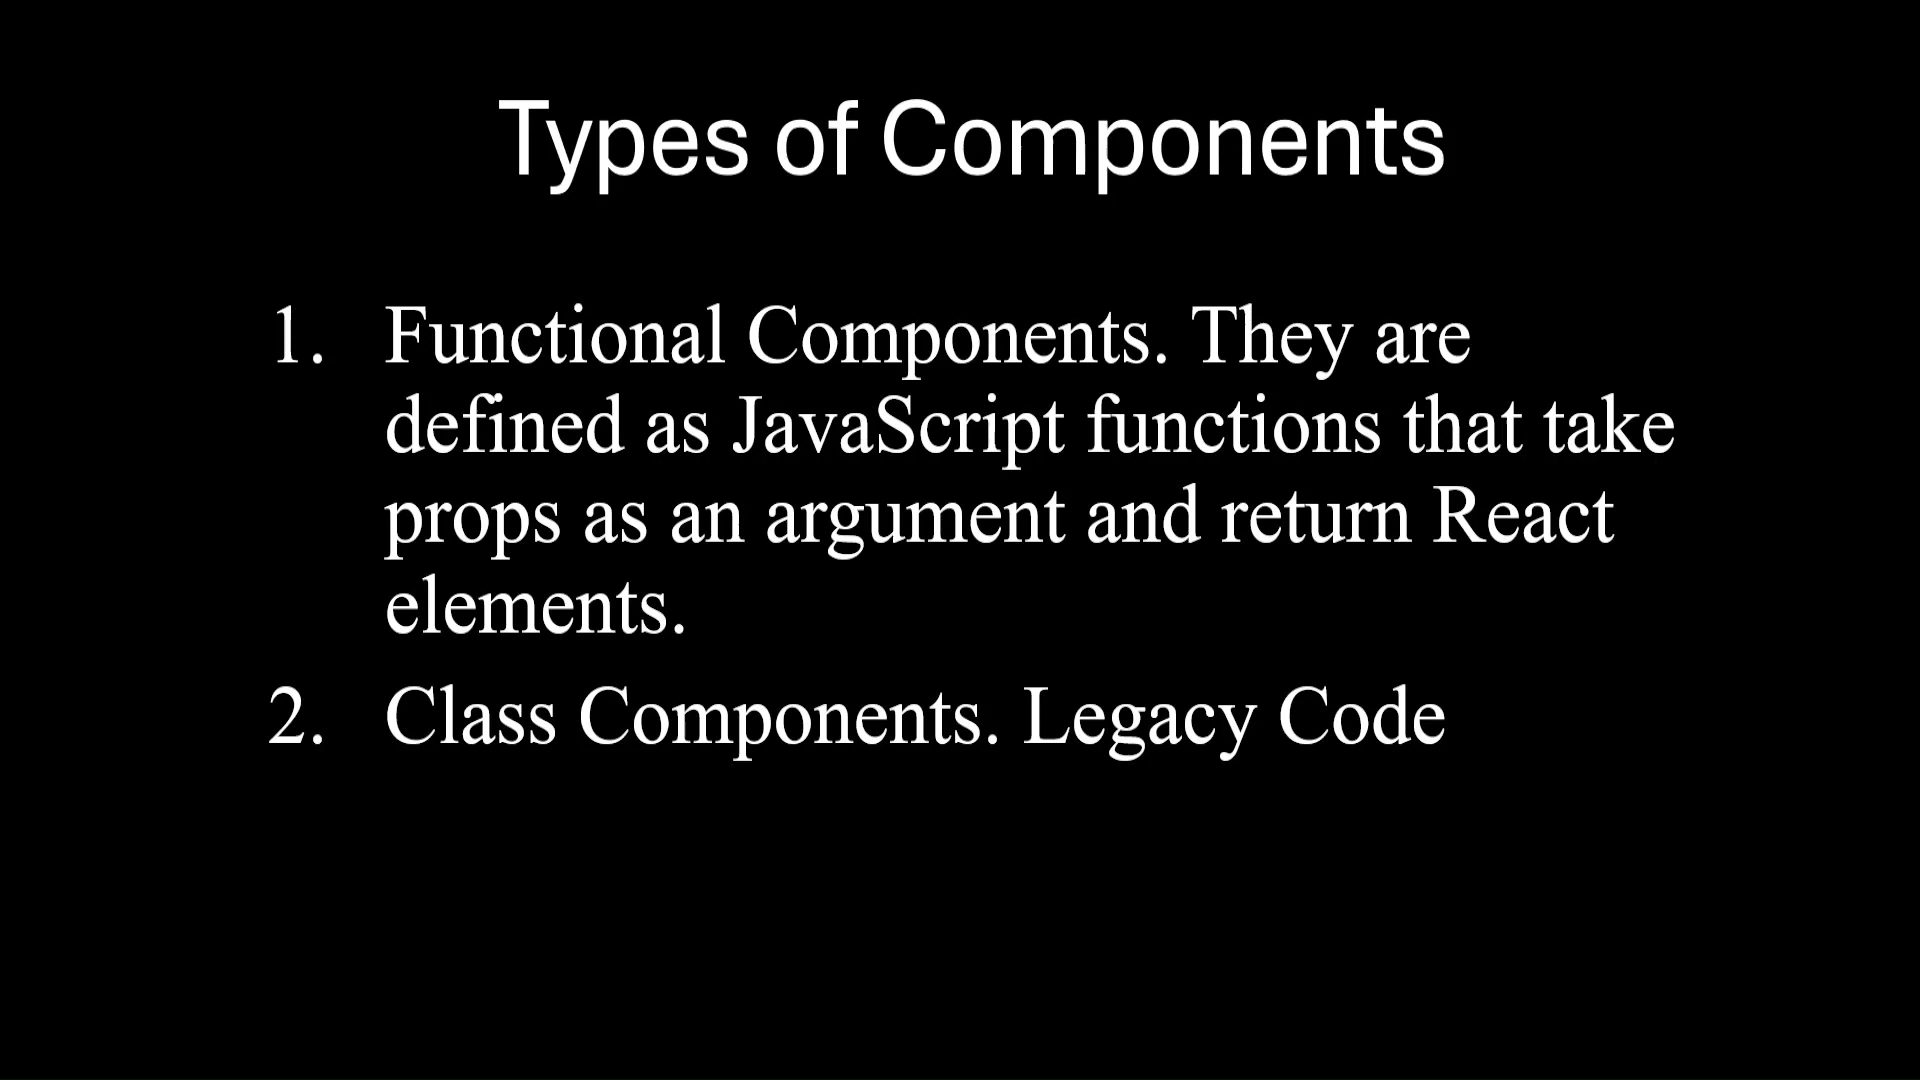 Types of Components
1. Functional Components. They are
defined as JavaScript functions that take
props as an argument and return React
elements.
2. Class Components. Legacy Code